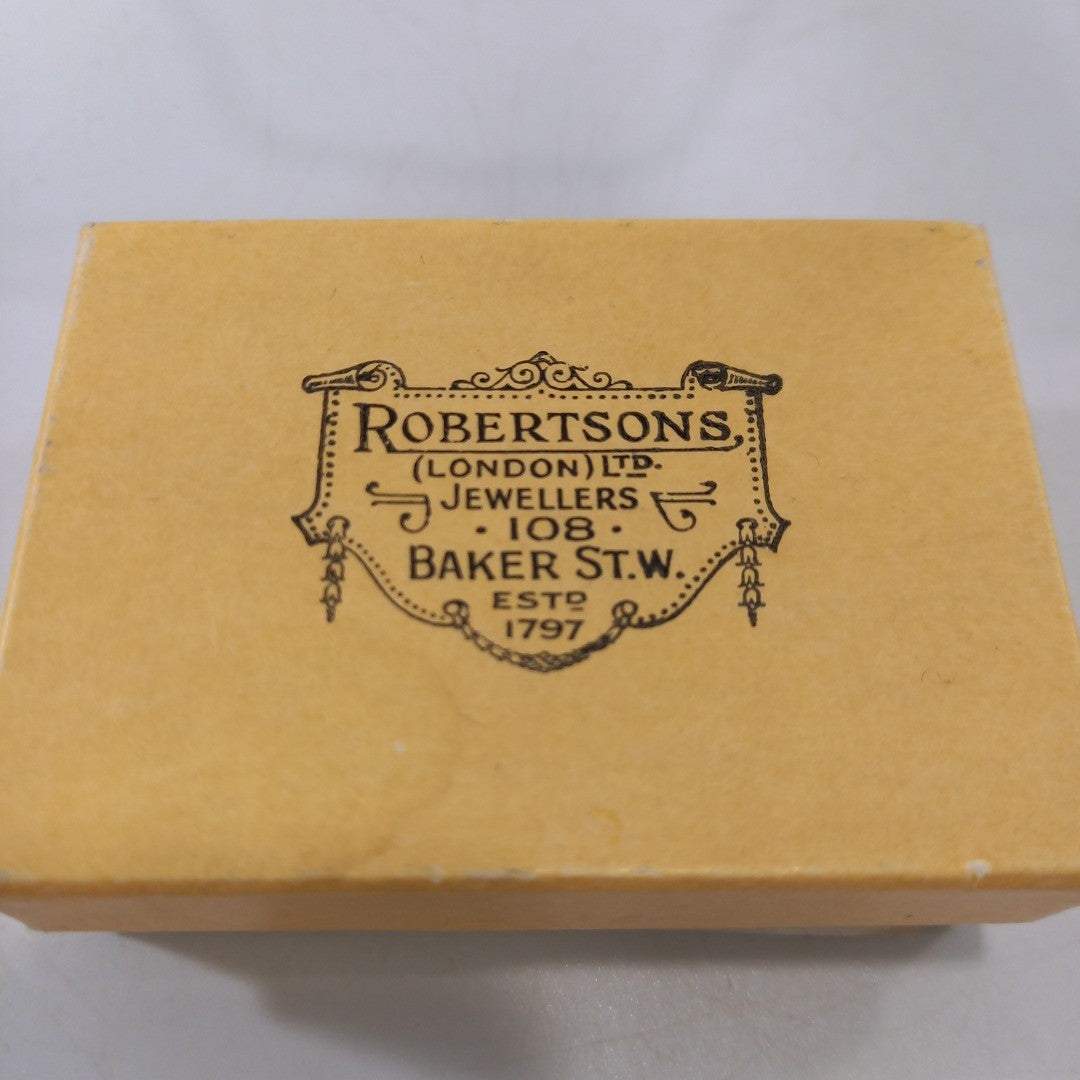 ROBERTSONS,
(LONDON) LTD.
JEWELLERS
· 108 ·
BAKER ST. W.
ESTD
1797